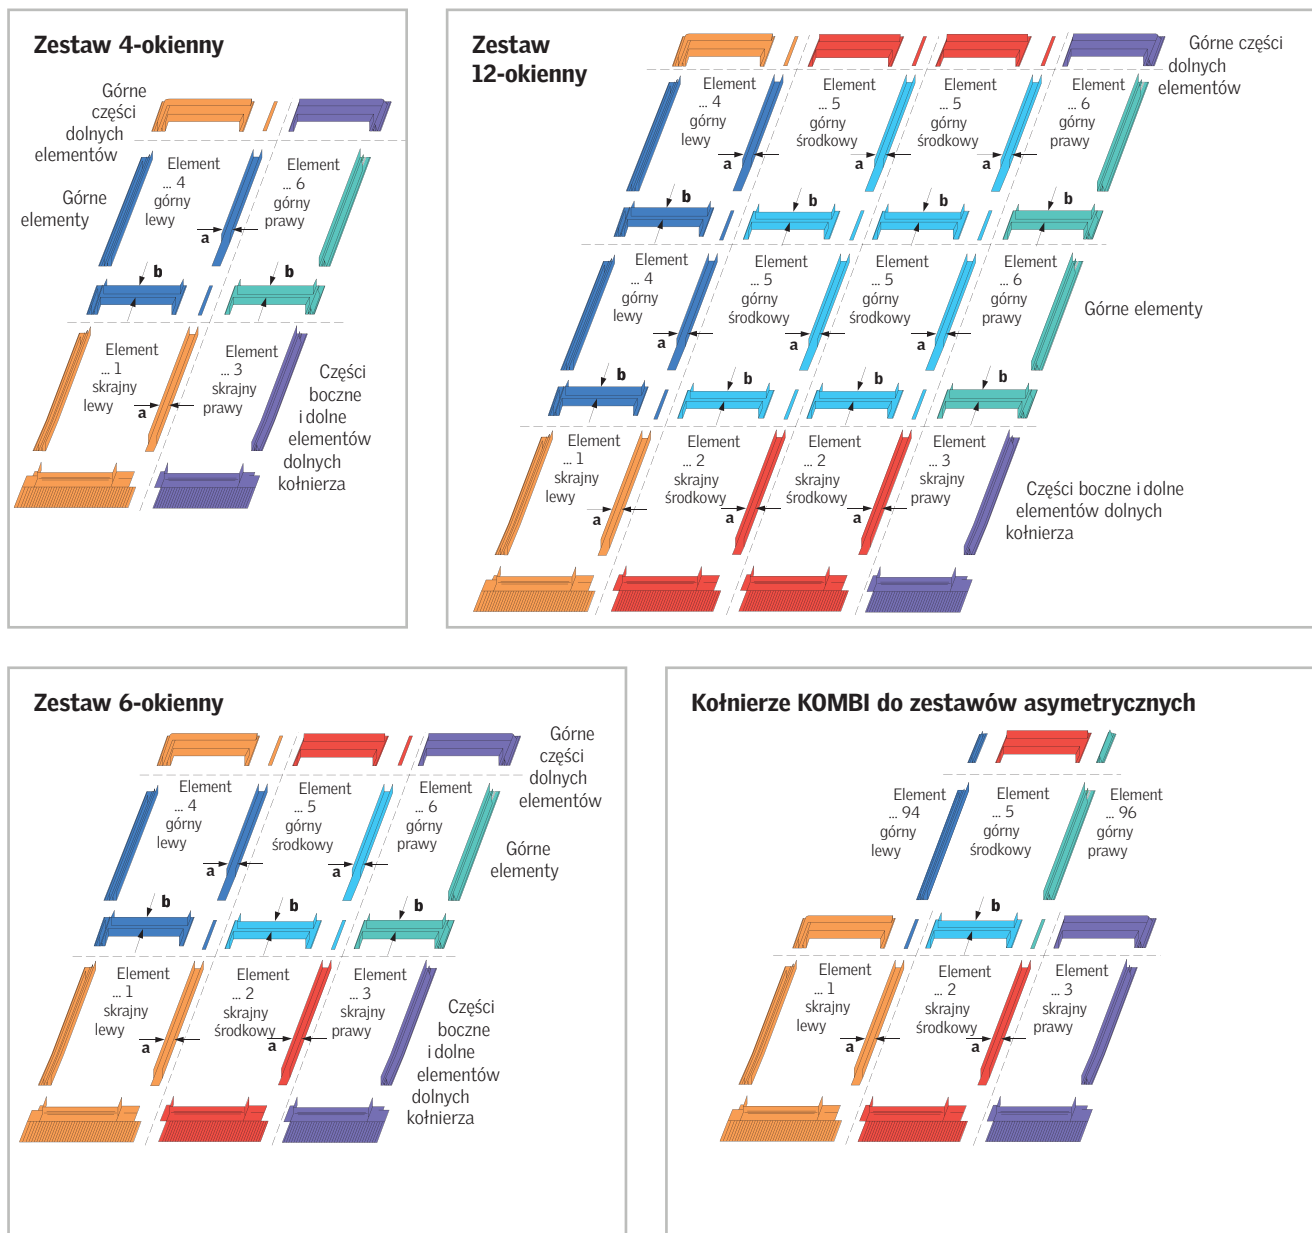 Zestaw 4-okienny
Górne
części
dolnych
elementów
Element
... 4
górny
lewy
Element
... 6
górny
prawy
Górne
elementy
a
b
b
Element
... 1
skrajny
lewy
Element
... 3
skrajny
prawy
a
Części
boczne
i dolne
elementów
dolnych
kołnierza
Zestaw
12-okienny
Górne części
dolnych
elementów
Element
... 4
górny
lewy
Element
... 5
górny
środkowy
Element
... 5
górny
środkowy
Element
... 6
górny
prawy
a
a
a
b
b
b
b
Element
... 4
górny
lewy
Element
... 5
górny
środkowy
Element
... 5
górny
środkowy
Element
... 6
górny
prawy
Górne elementy
a
a
a
b
b
b
b
Element
... 1
skrajny
lewy
Element
... 2
skrajny
środkowy
Element
... 2
skrajny
środkowy
Element
... 3
skrajny
prawy
a
a
a
Części boczne i dolne
elementów dolnych
kołnierza
Zestaw 6-okienny
Górne
części
dolnych
elementów
Element
... 4
górny
lewy
Element
... 5
górny
środkowy
Element
... 6
górny
prawy
Górne
elementy
a
a
b
b
b
Element
... 1
skrajny
lewy
Element
... 2
skrajny
środkowy
Element
... 3
skrajny
prawy
a
a
Części
boczne
i dolne
elementów
dolnych
kołnierza
Kołnierze KOMBI do zestawów asymetrycznych
Element
... 94
górny
lewy
Element
... 5
górny
środkowy
Element
... 96
górny
prawy
b
Element
... 1
skrajny
lewy
Element
... 2
skrajny
środkowy
Element
... 3
skrajny
prawy
a
a